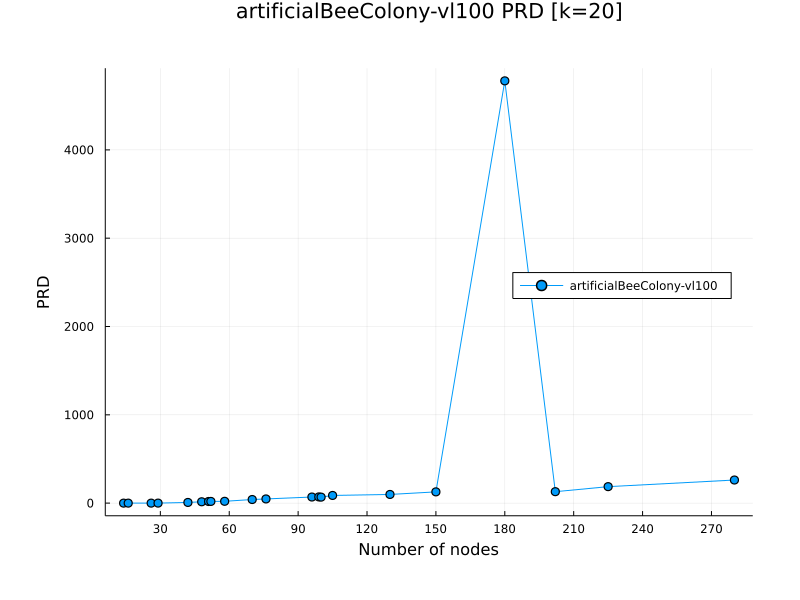 artificialBeeColony-vl100 PRD [k=20]
4000
3000
2000
1000
0
PRD
artificialBeeColony-vl100
30 60 90 120 150 180 210 240 270
Number of nodes